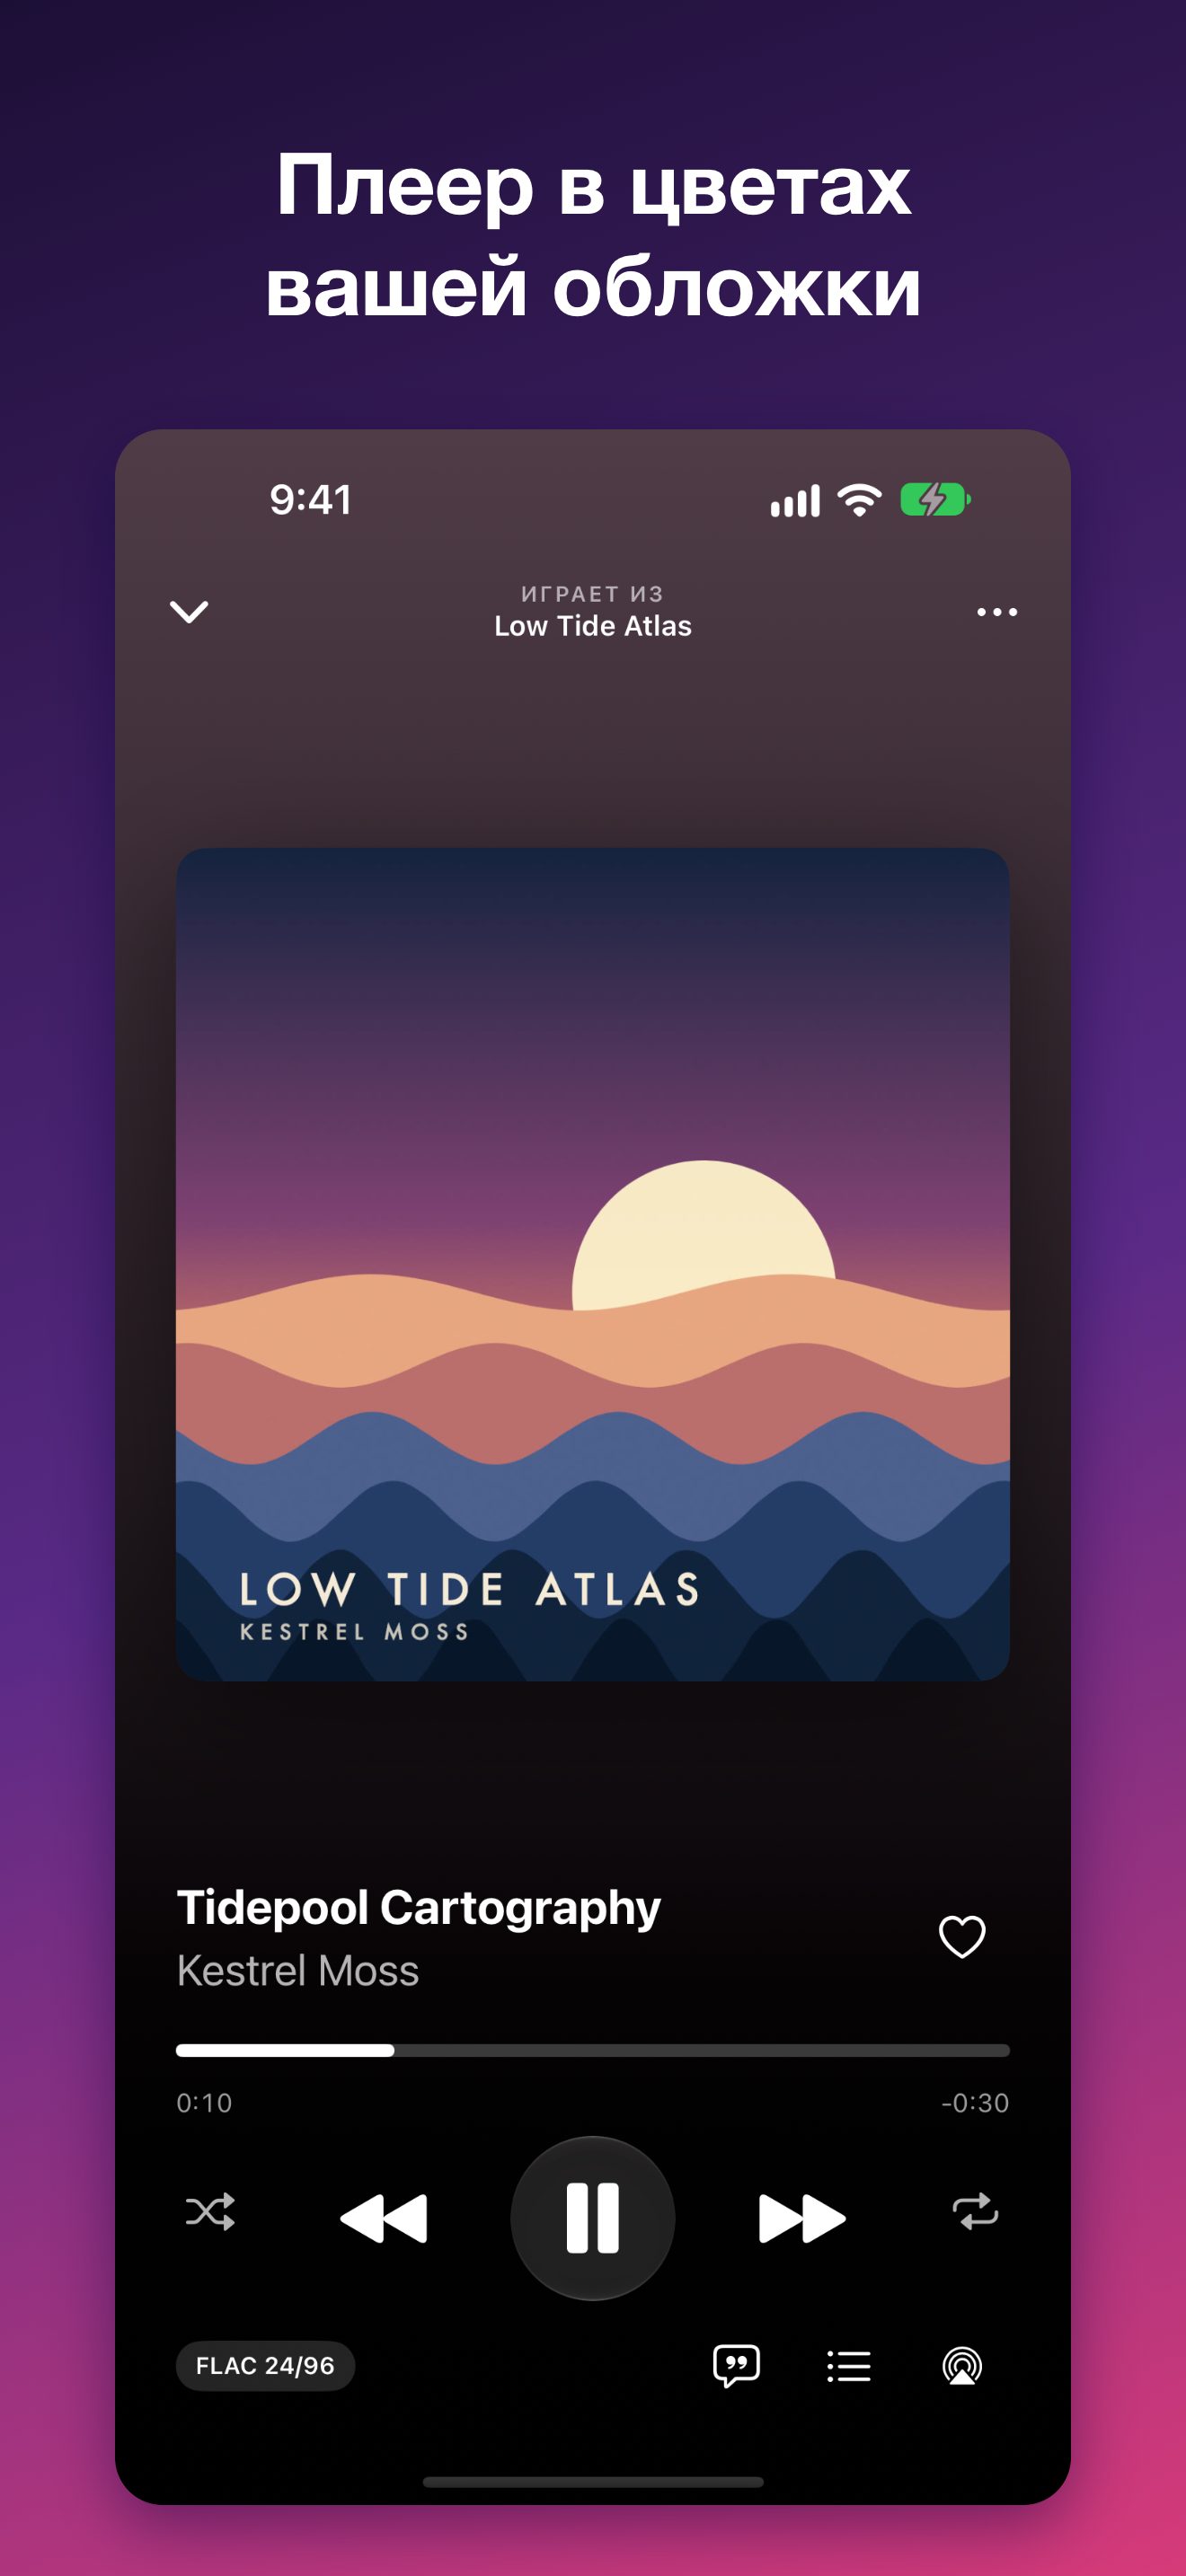 Плеер в цветах
вашей обложки
9:41
ИГРАЕТ ИЗ
Low Tide Atlas
LOW TIDE ATLAS
KESTREL MOSS
Tidepool Cartography
Kestrel Moss
0:10
-0:30
FLAC 24/96